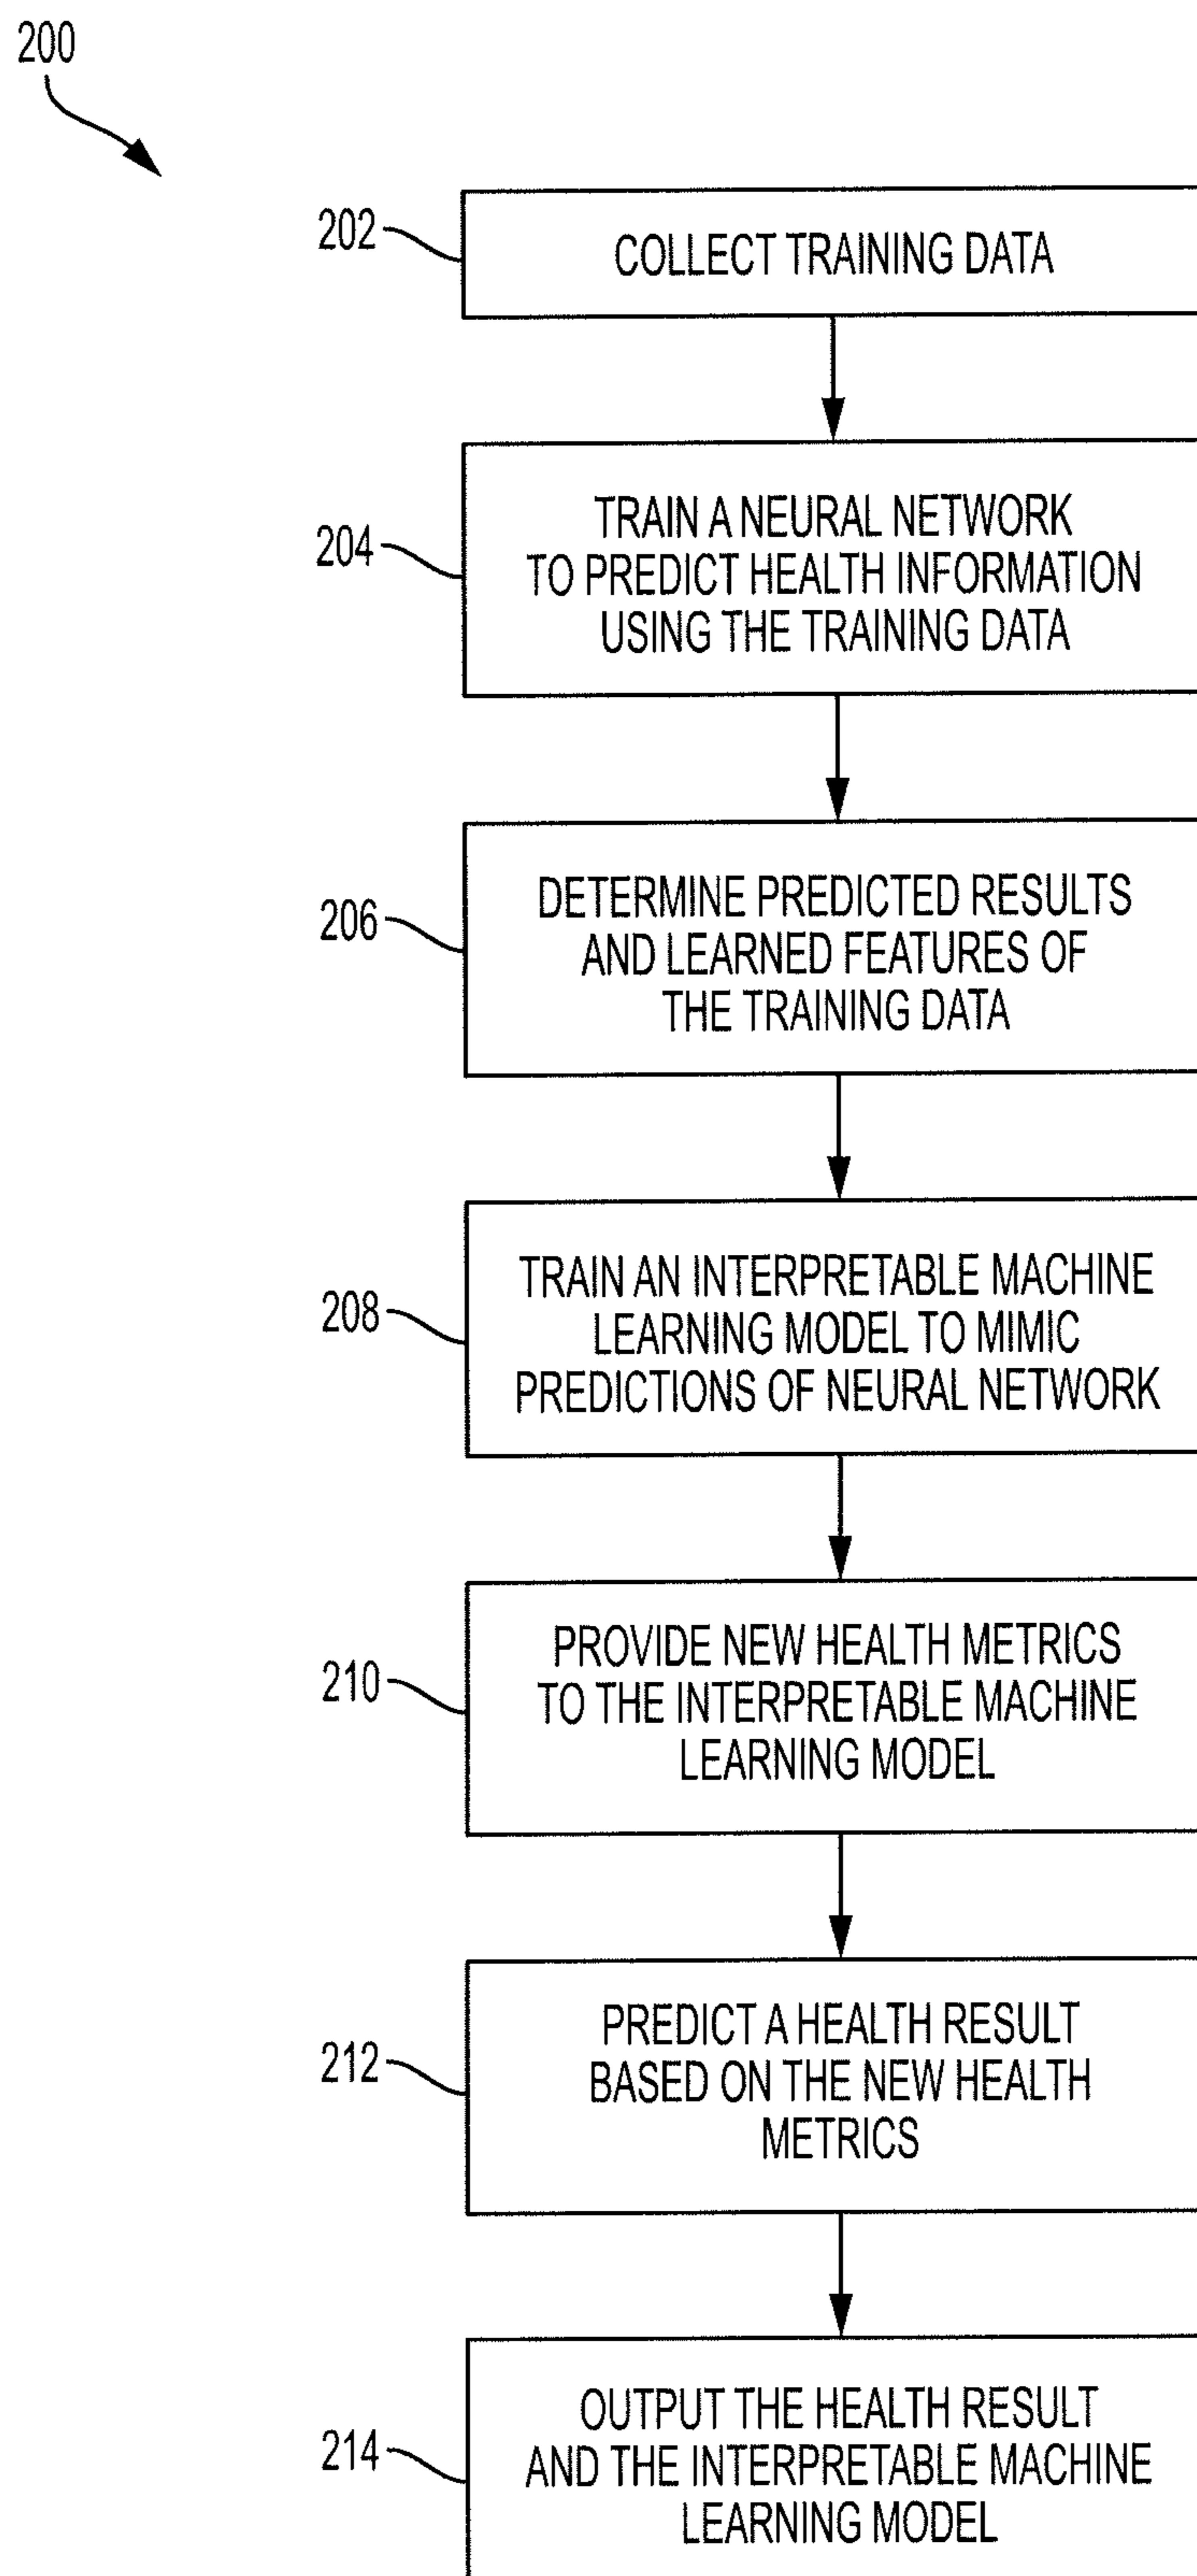 200
202
COLLECT TRAINING DATA
204
TRAIN A NEURAL NETWORK
TO PREDICT HEALTH INFORMATION
USING THE TRAINING DATA
206
DETERMINE PREDICTED RESULTS
AND LEARNED FEATURES OF
THE TRAINING DATA
208
TRAIN AN INTERPRETABLE MACHINE
LEARNING MODEL TO MIMIC
PREDICTIONS OF NEURAL NETWORK
210
PROVIDE NEW HEALTH METRICS
TO THE INTERPRETABLE MACHINE
LEARNING MODEL
212
PREDICT A HEALTH RESULT
BASED ON THE NEW HEALTH
METRICS
214
OUTPUT THE HEALTH RESULT
AND THE INTERPRETABLE MACHINE
LEARNING MODEL